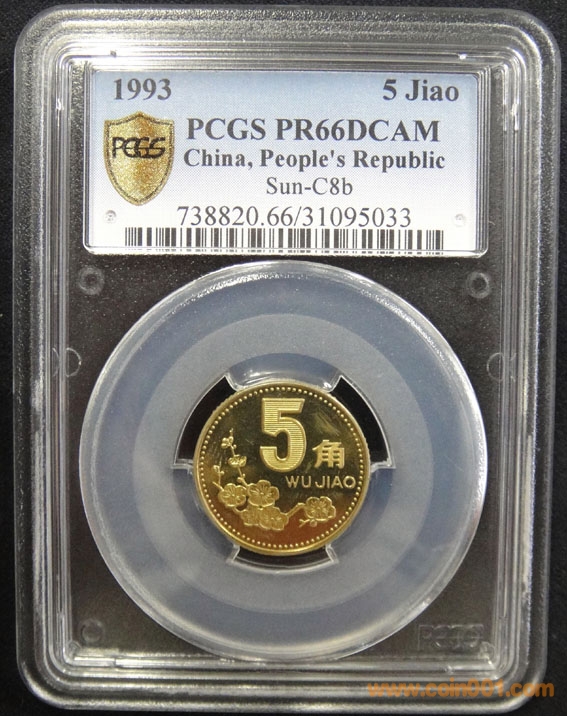 1993 5 Jiao
PCGS
PCGS PR66DCAM
China, People's Republic
Sun-C8b
738820.66/31095033
5角
WU JIAO
PCGS
www.coin001.com